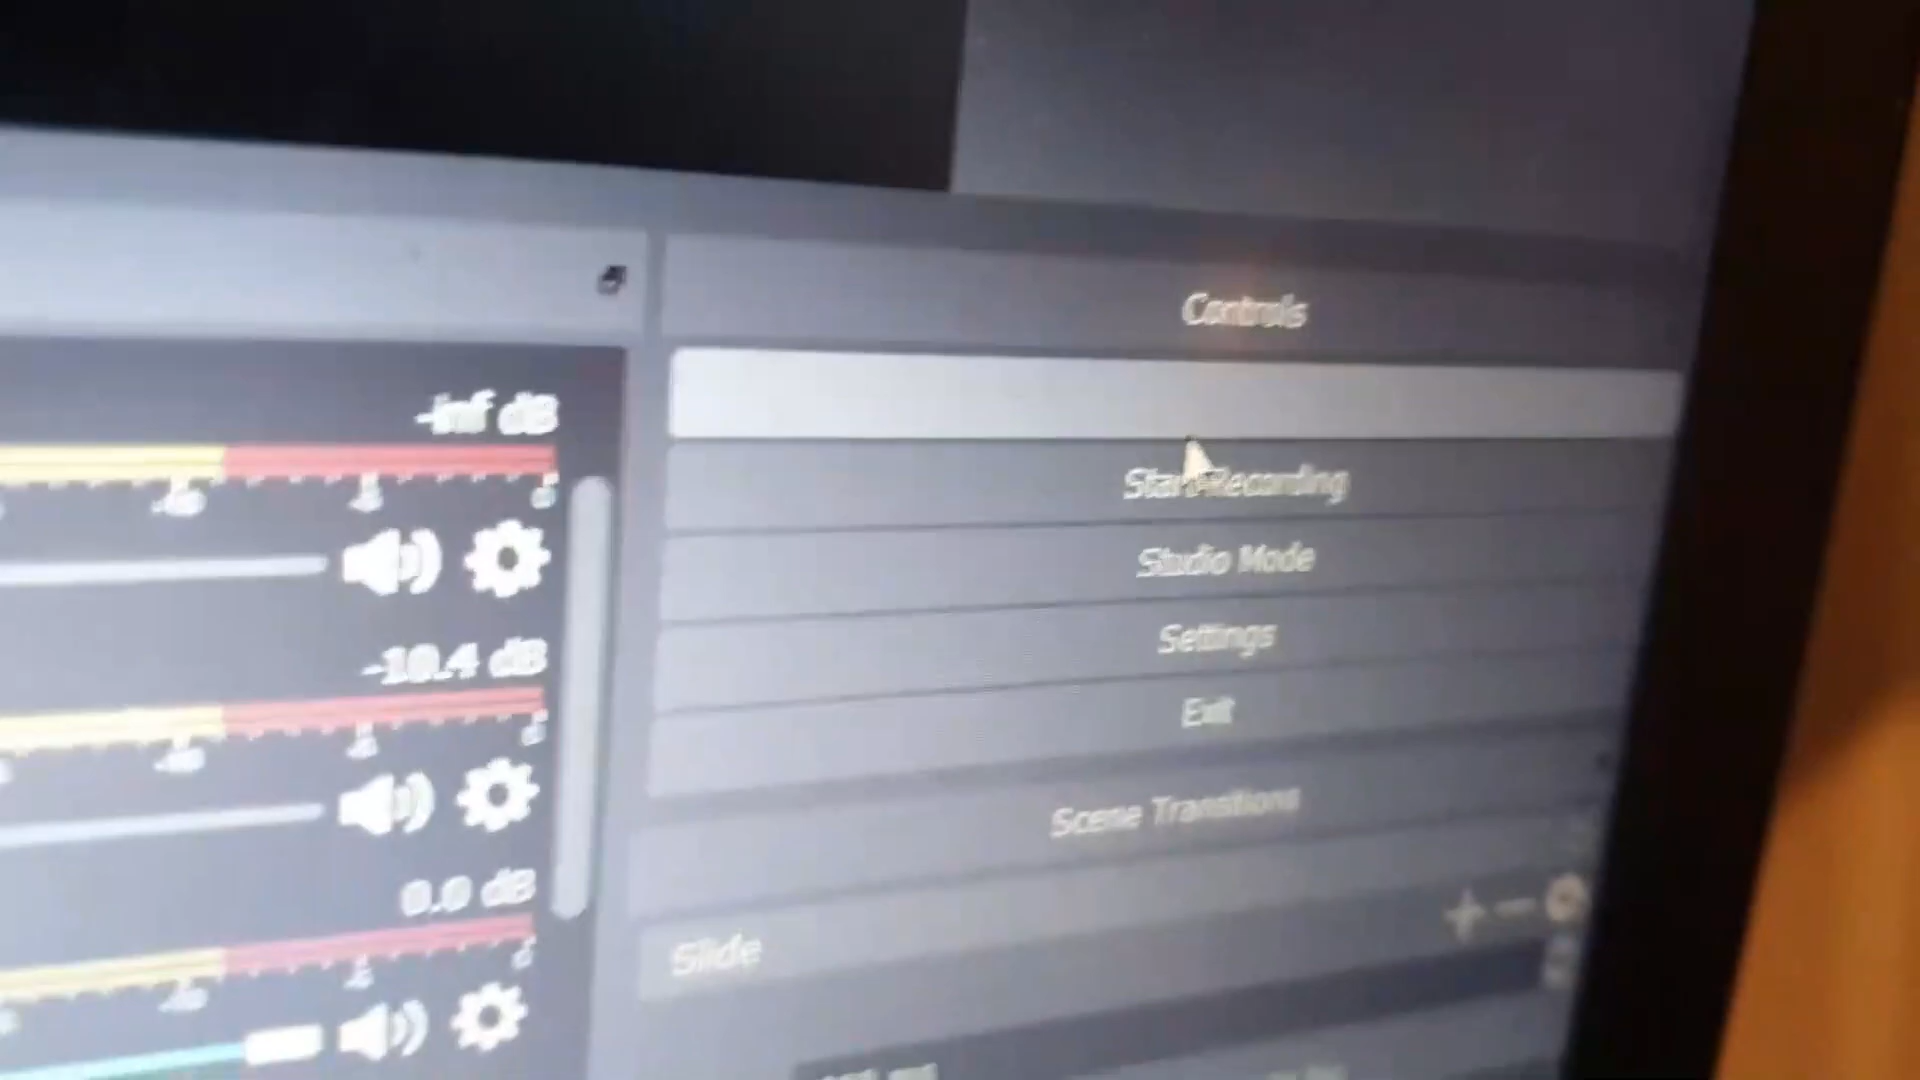 Controls
-inf dB
Start Recording
Studio Mode
Settings
-10.4 dB
Exit
Scene Transitions
0.0 dB
Slide